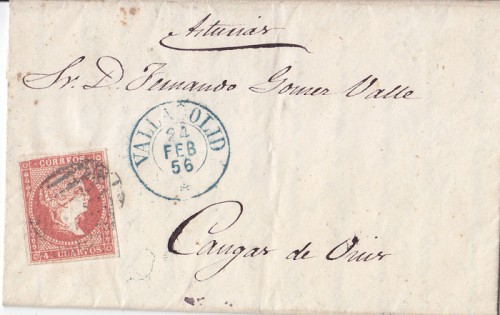 Asturias
Sr. D. Fernando Gomez Valle
VALLADOLID
24
FEB
56
CORREOS
4 CUARTOS
Cangas de Onis